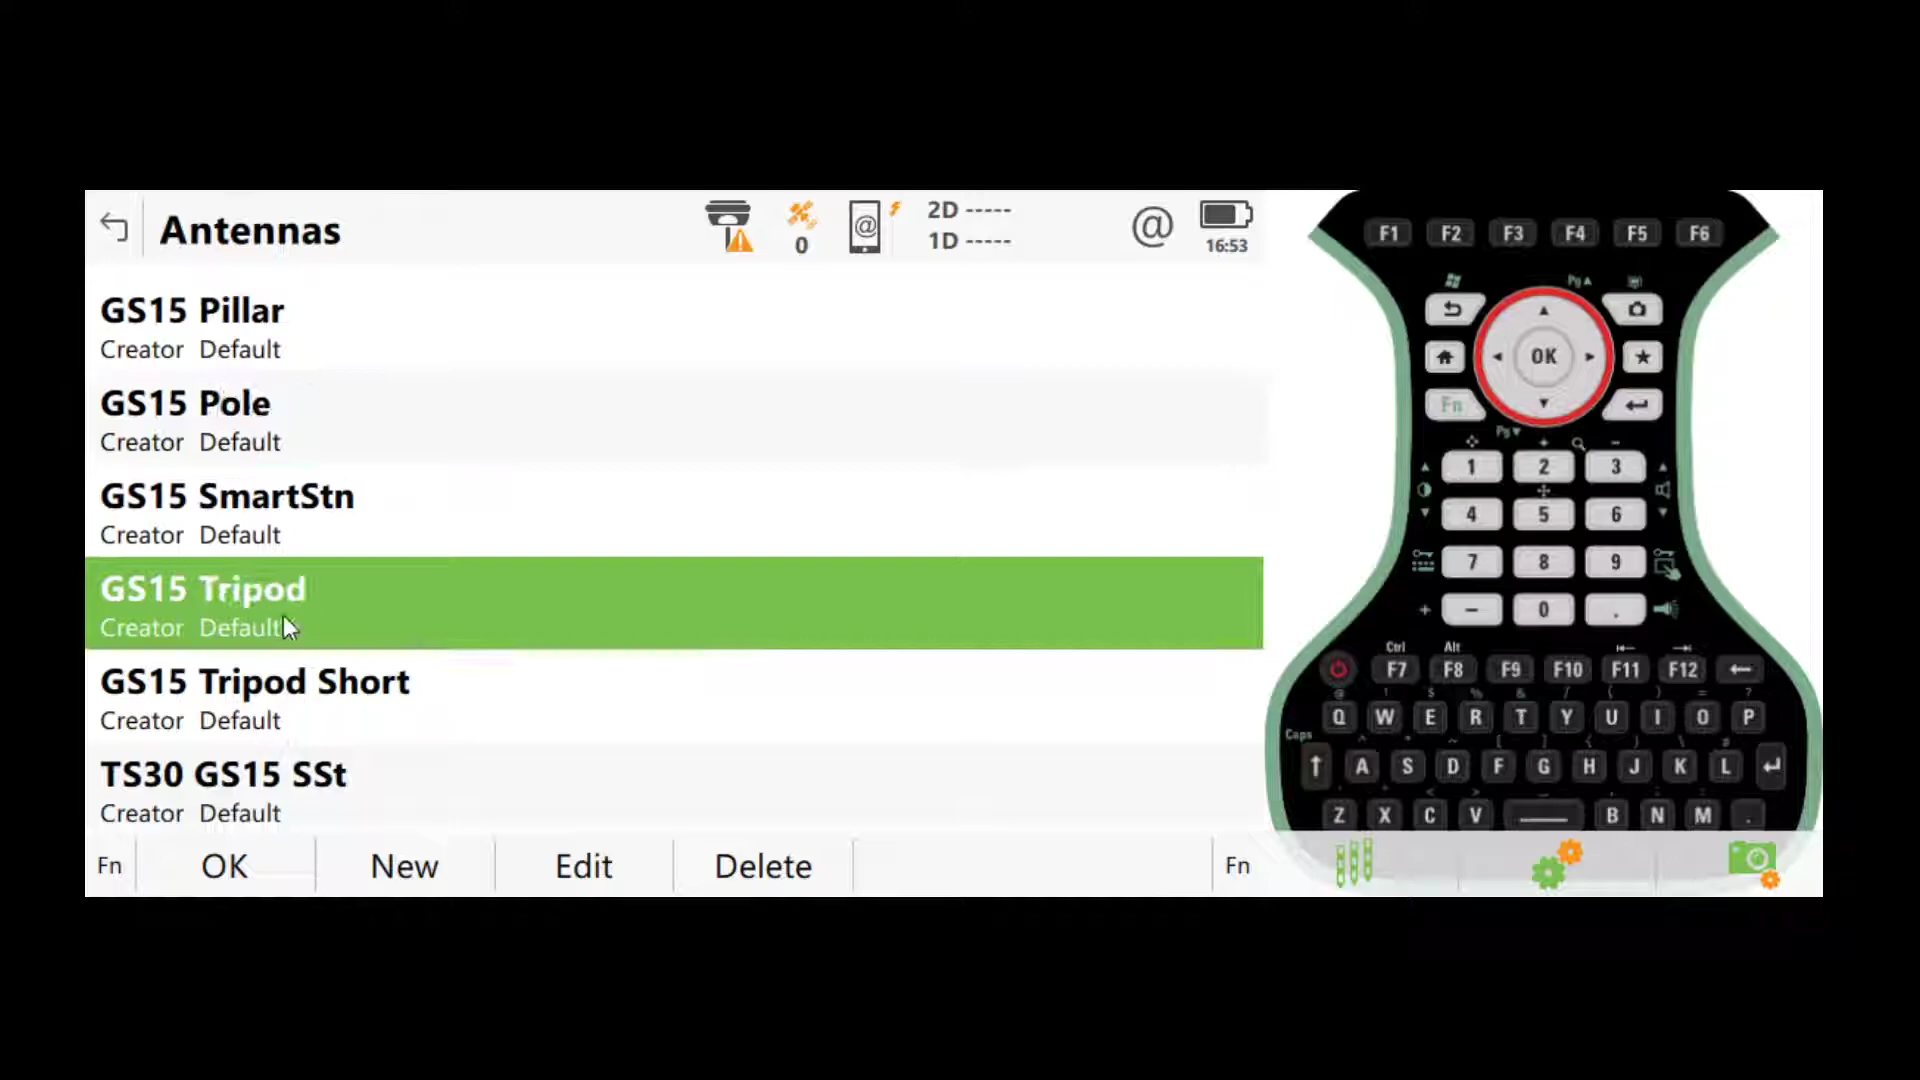 Antennas
0
@
2D -----
1D -----
@
16:53
GS15 Pillar
Creator Default
GS15 Pole
Creator Default
GS15 SmartStn
Creator Default
GS15 Tripod
Creator Default
GS15 Tripod Short
Creator Default
TS30 GS15 SSt
Creator Default
Fn OK New Edit Delete Fn
F1 F2 F3 F4 F5 F6
Pg
OK
Fn
Pg
+ -
1 2 3
4 5 6
7 8 9
+ - 0 .
Ctrl Alt
F7 F8 F9 F10 F11 F12
@ ! $ % & / ( ) = ?
Q W E R T Y U I O P
Caps
^ * ~ [ ] { } \ #
A S D F G H J K L
Z X C V B N M .